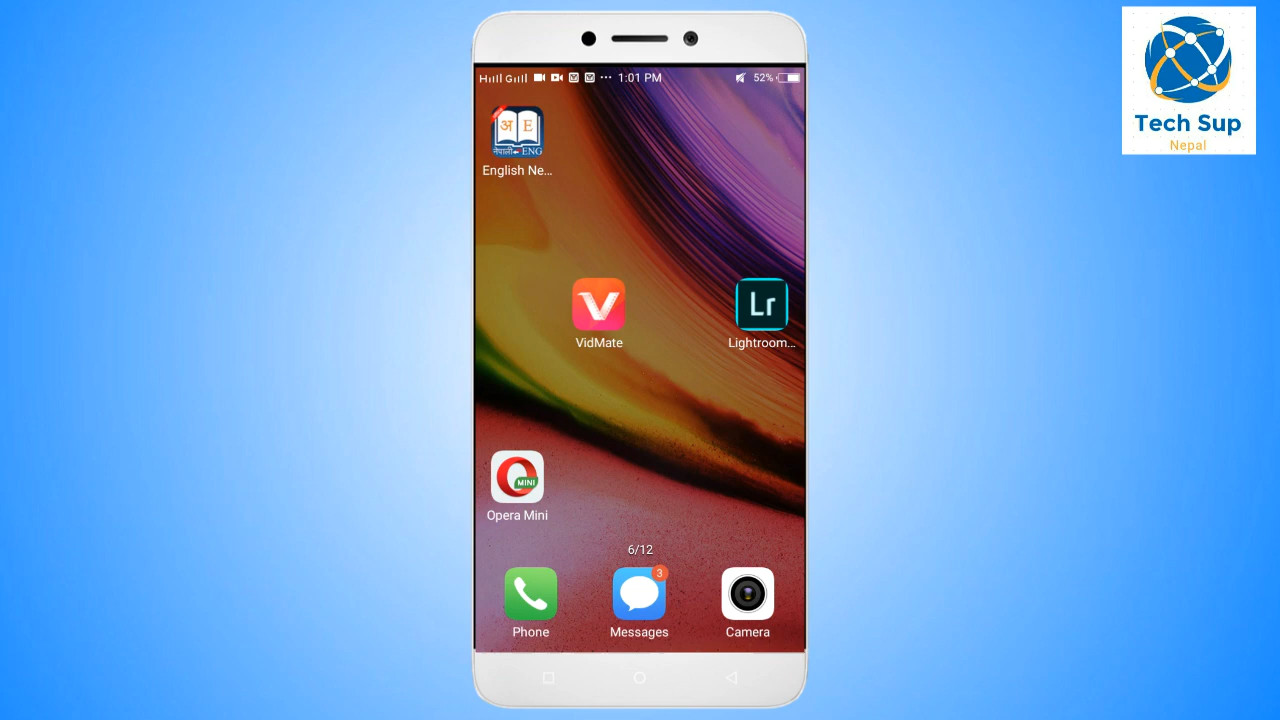 H G ... 1:01 PM 52%
Tech Sup
Nepal
अ E
नेपाली ENG
English Ne...
V
VidMate
Lr
Lightroom...
MINI
Opera Mini
6/12
3
Phone
Messages
Camera